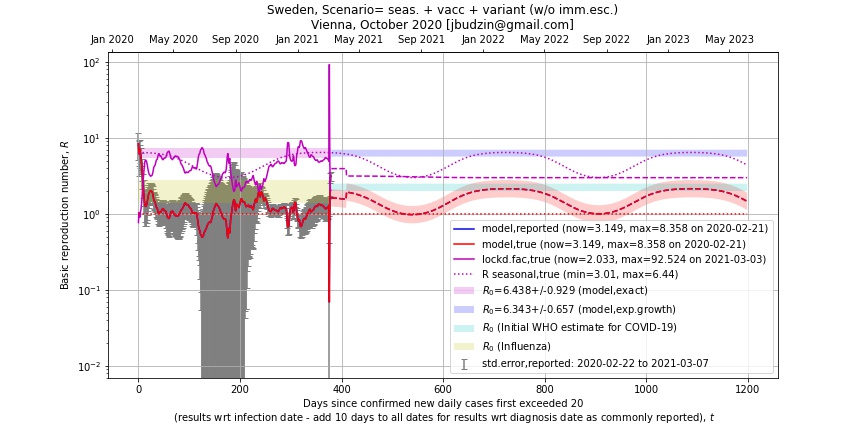 Sweden, Scenario= seas. + vacc + variant (w/o imm.esc.)
Vienna, October 2020 [jbudzin@gmail.com]
Jan 2020 May 2020 Sep 2020 Jan 2021 May 2021 Sep 2021 May 2022 Sep 2022 Jan 2023 May 2023
10²
10¹
10⁰
10⁻¹
10⁻²
Basic reproduction number, R
model,reported (now=3.149, max=8.358 on 2020-02-21)
model,true (now=3.149, max=8.358 on 2020-02-21)
lockd.fac,true (now=2.033, max=92.524 on 2021-03-03)
R seasonal,true (min=3.01, max=6.44)
R₀=6.438+/-0.929 (model,exact)
R₀=6.343+/-0.657 (model,exp.growth)
R₀ (Initial WHO estimate for COVID-19)
R₀ (Influenza)
std.error,reported: 2020-02-22 to 2021-03-07
0 200 400 600 800 1000 1200
Days since confirmed new daily cases first exceeded 20
(results wrt infection date - add 10 days to all dates for results wrt diagnosis date as commonly reported), t